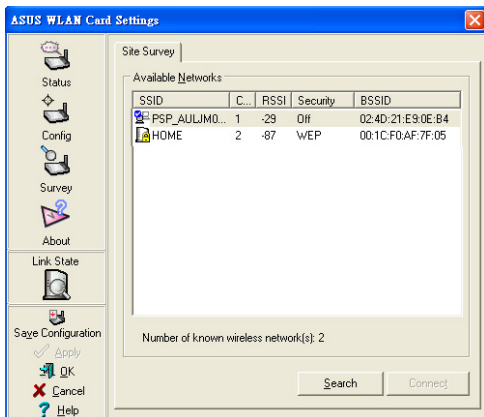 ASUS WLAN Card Settings
Status
Config
Survey
About
Link State
Save Configuration
Apply
OK
Cancel
Help
Site Survey
Available Networks
SSID C... RSSI Security BSSID
PSP_AULJM0... 1 -29 Off 02:4D:21:E9:0E:B4
HOME 2 -87 WEP 00:1C:F0:AF:7F:05
Number of known wireless network(s): 2
Search Connect